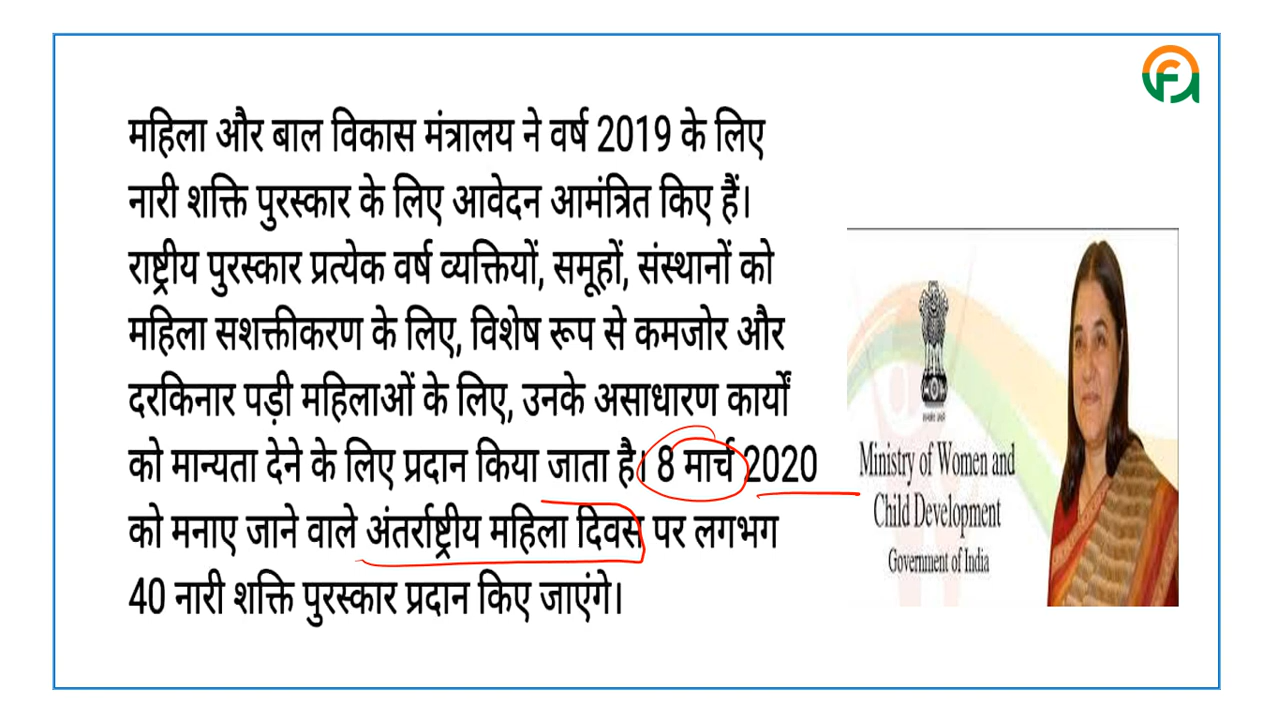 महिला और बाल विकास मंत्रालय ने वर्ष 2019 के लिए
नारी शक्ति पुरस्कार के लिए आवेदन आमंत्रित किए हैं।
राष्ट्रीय पुरस्कार प्रत्येक वर्ष व्यक्तियों, समूहों, संस्थानों को
महिला सशक्तीकरण के लिए, विशेष रूप से कमजोर और
दरकिनार पड़ी महिलाओं के लिए, उनके असाधारण कार्यों
को मान्यता देने के लिए प्रदान किया जाता है। 8 मार्च 2020
को मनाए जाने वाले अंतर्राष्ट्रीय महिला दिवस पर लगभग
40 नारी शक्ति पुरस्कार प्रदान किए जाएंगे।
Ministry of Women and
Child Development
Government of India